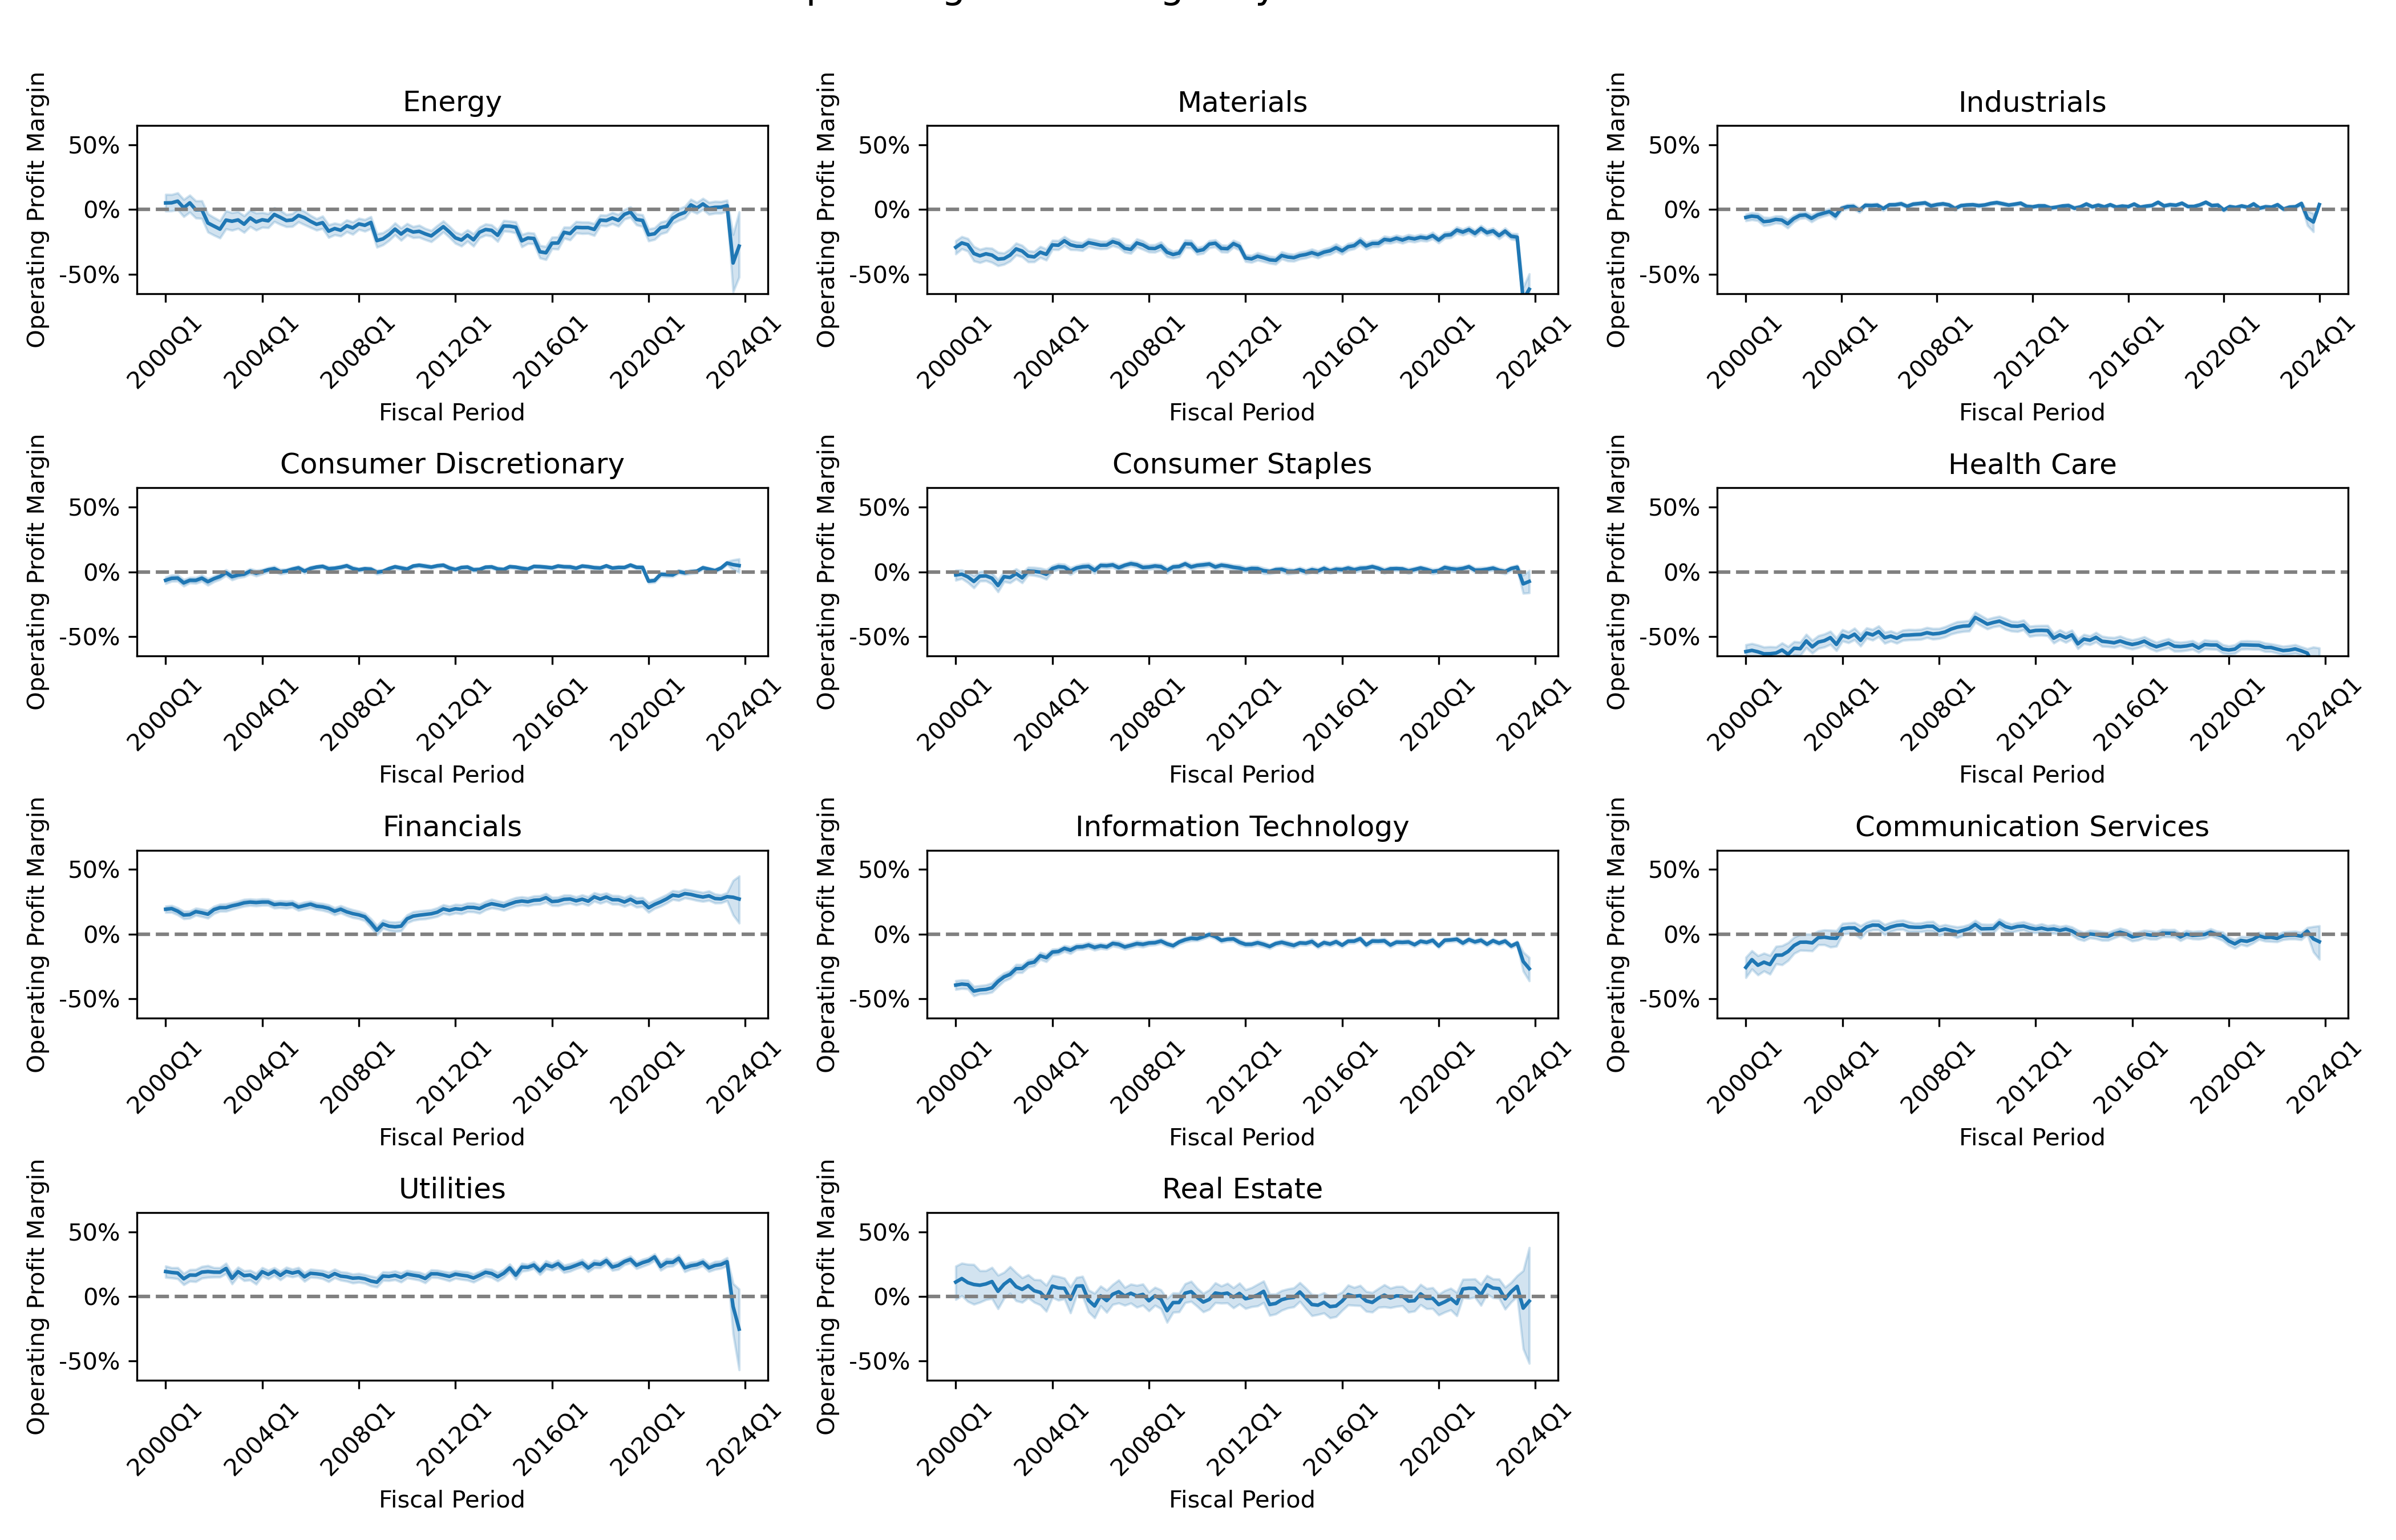 Energy
Operating Profit Margin
50%
0%
-50%
2000Q1
2004Q1
2008Q1
2012Q1
2016Q1
2020Q1
2024Q1
Fiscal Period
Materials
Operating Profit Margin
50%
0%
-50%
2000Q1
2004Q1
2008Q1
2012Q1
2016Q1
2020Q1
2024Q1
Fiscal Period
Industrials
Operating Profit Margin
50%
0%
-50%
2000Q1
2004Q1
2008Q1
2012Q1
2016Q1
2020Q1
2024Q1
Fiscal Period
Consumer Discretionary
Operating Profit Margin
50%
0%
-50%
2000Q1
2004Q1
2008Q1
2012Q1
2016Q1
2020Q1
2024Q1
Fiscal Period
Consumer Staples
Operating Profit Margin
50%
0%
-50%
2000Q1
2004Q1
2008Q1
2012Q1
2016Q1
2020Q1
2024Q1
Fiscal Period
Health Care
Operating Profit Margin
50%
0%
-50%
2000Q1
2004Q1
2008Q1
2012Q1
2016Q1
2020Q1
2024Q1
Fiscal Period
Financials
Operating Profit Margin
50%
0%
-50%
2000Q1
2004Q1
2008Q1
2012Q1
2016Q1
2020Q1
2024Q1
Fiscal Period
Information Technology
Operating Profit Margin
50%
0%
-50%
2000Q1
2004Q1
2008Q1
2012Q1
2016Q1
2020Q1
2024Q1
Fiscal Period
Communication Services
Operating Profit Margin
50%
0%
-50%
2000Q1
2004Q1
2008Q1
2012Q1
2016Q1
2020Q1
2024Q1
Fiscal Period
Utilities
Operating Profit Margin
50%
0%
-50%
2000Q1
2004Q1
2008Q1
2012Q1
2016Q1
2020Q1
2024Q1
Fiscal Period
Real Estate
Operating Profit Margin
50%
0%
-50%
2000Q1
2004Q1
2008Q1
2012Q1
2016Q1
2020Q1
2024Q1
Fiscal Period